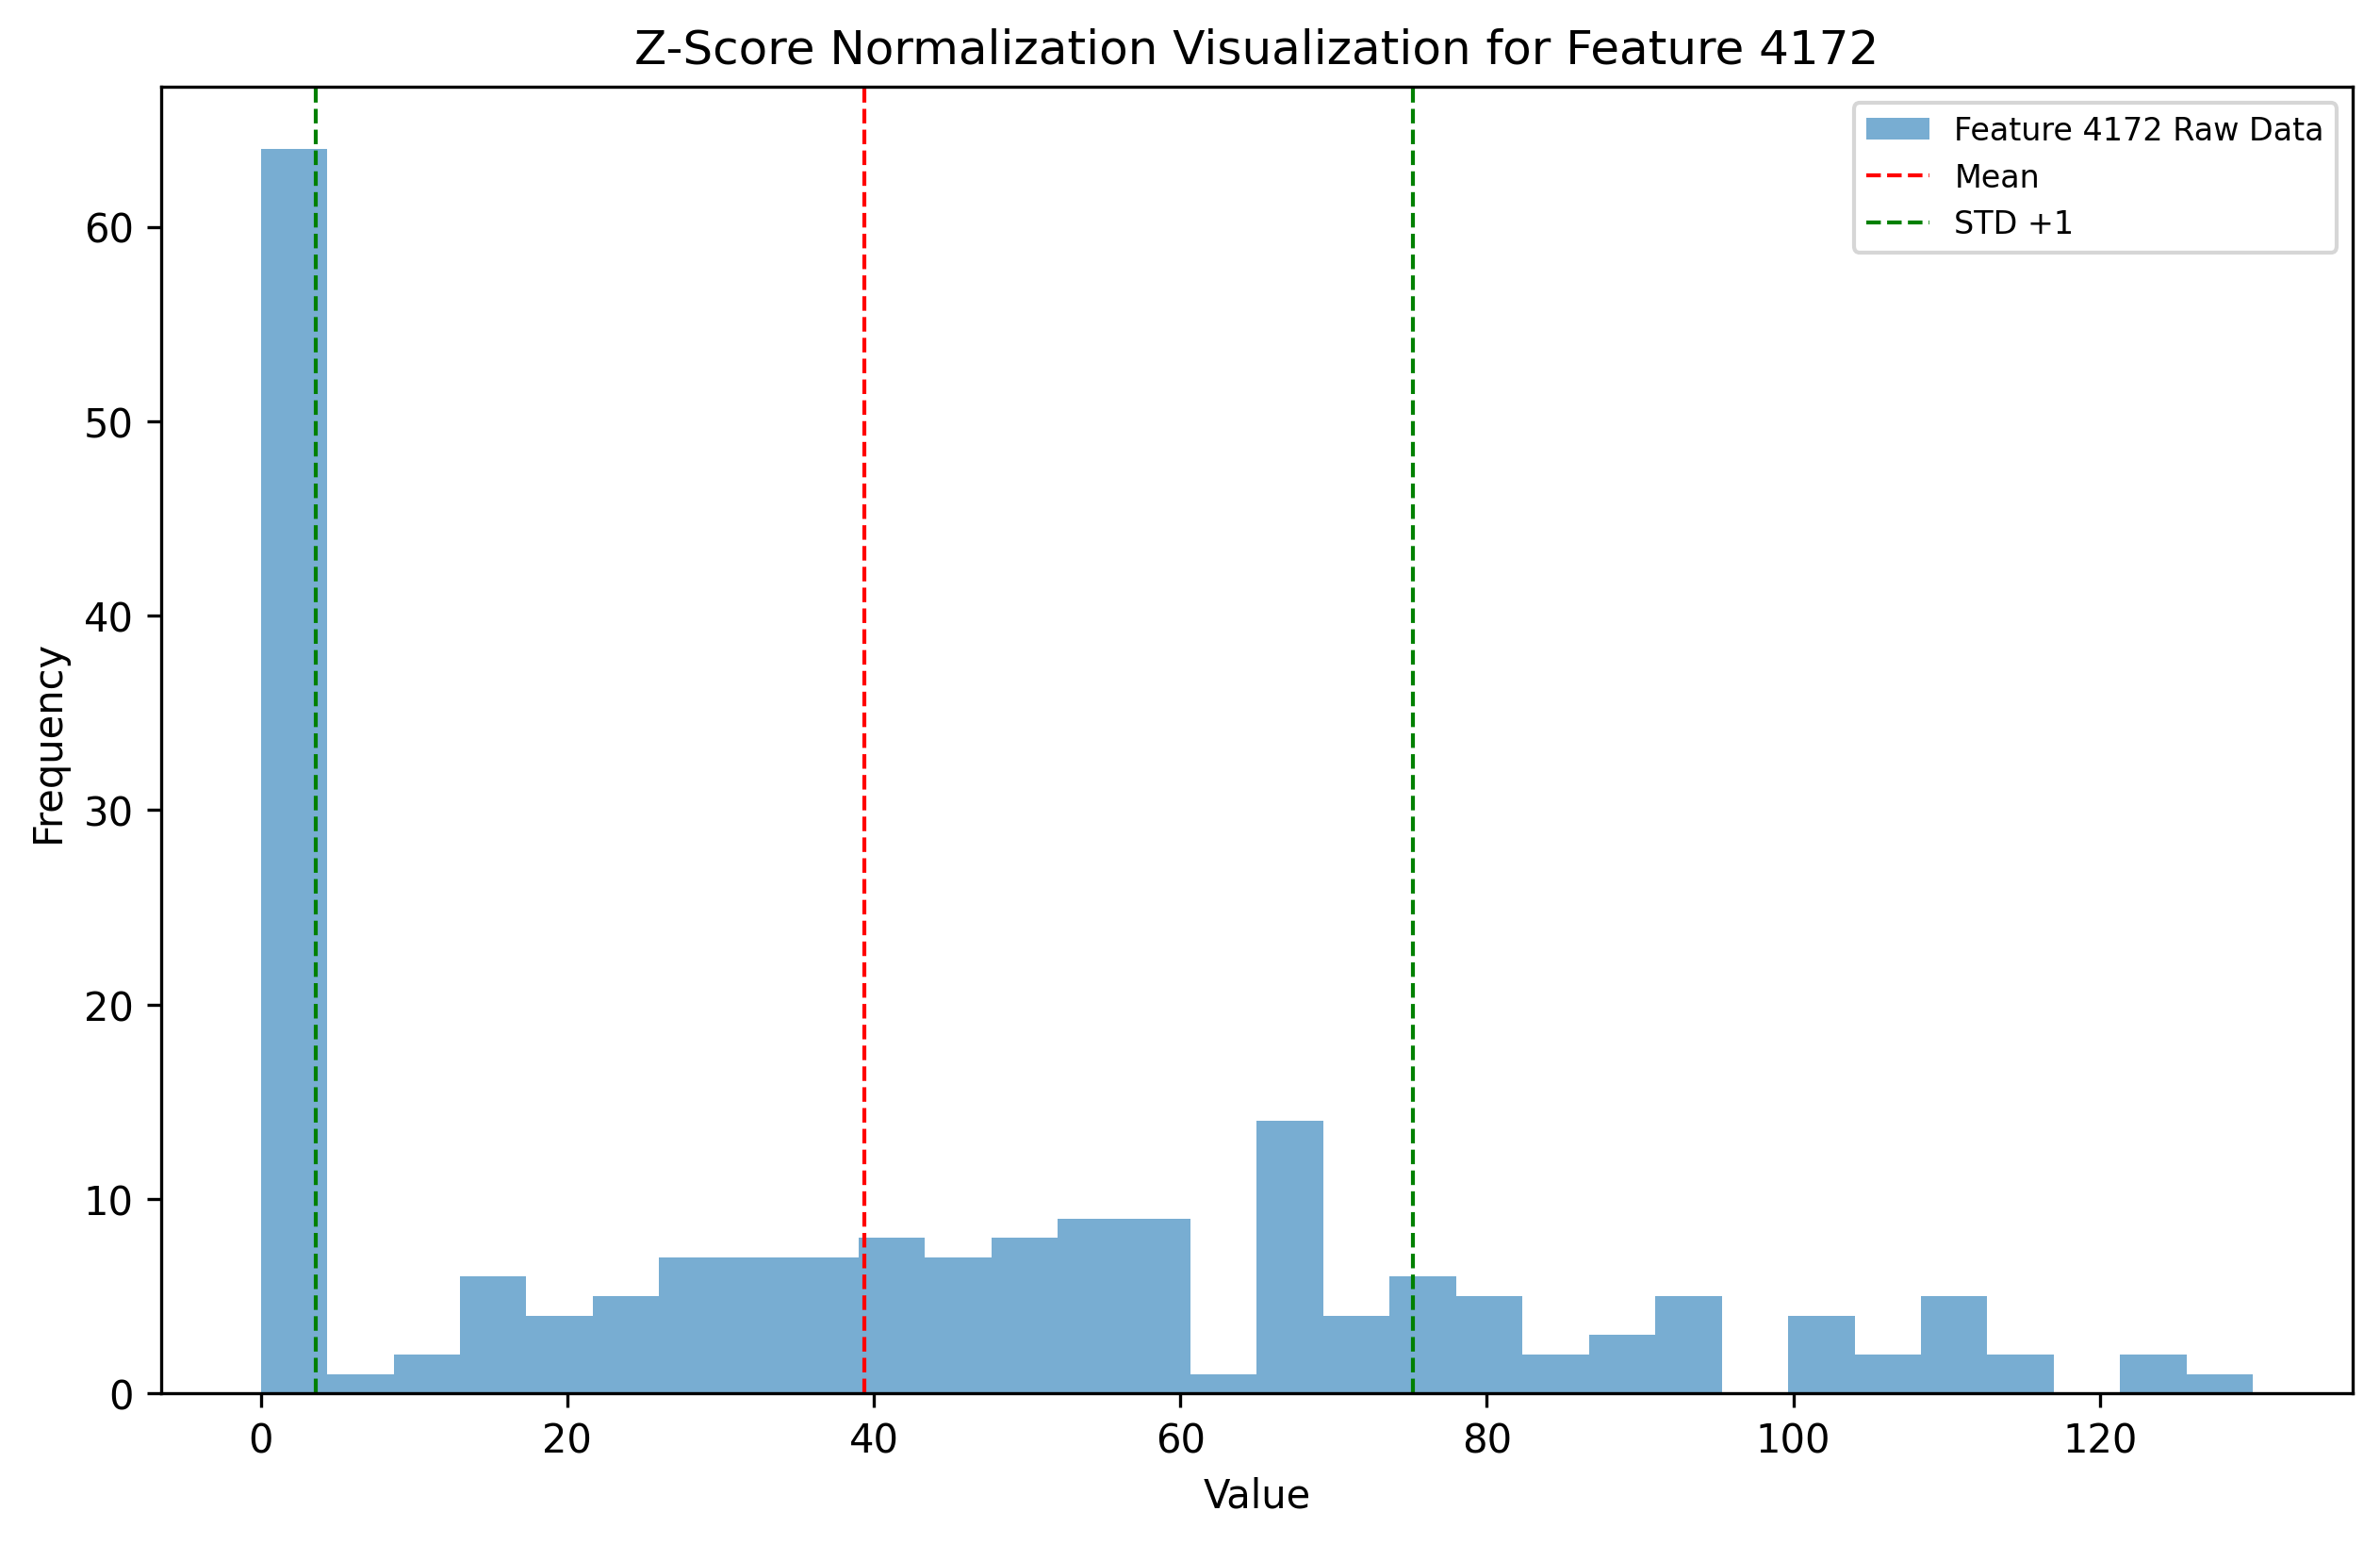 Z-Score Normalization Visualization for Feature 4172
Feature 4172 Raw Data
Mean
STD +1
60
50
40
30
20
10
0
Frequency
0 20 40 60 80 100 120
Value